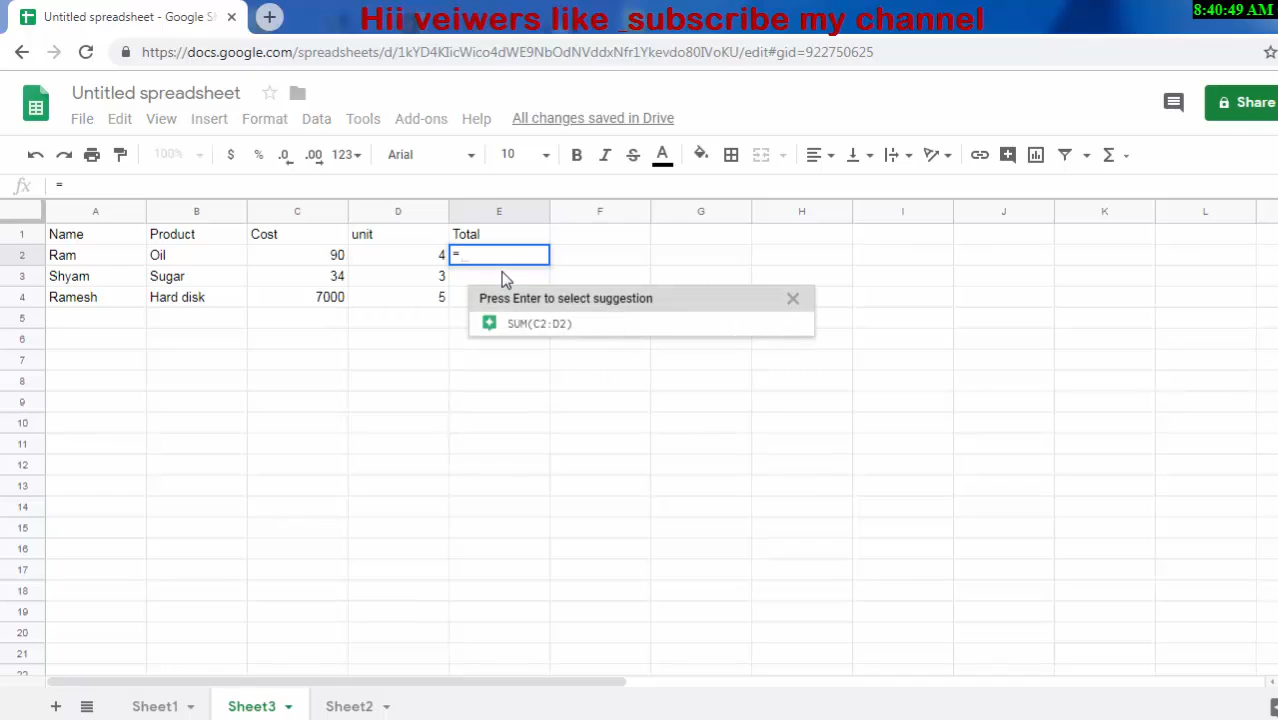 Untitled spreadsheet - Google S
Hii veiwers like _subscribe my channel
8:40:49 AM
https://docs.google.com/spreadsheets/d/1kYD4KIicWico4dWE9NbOdNVddxNfr1Ykevdo80IVoKU/edit#gid=922750625
Untitled spreadsheet
Share
File Edit View Insert Format Data Tools Add-ons Help All changes saved in Drive
100% $ % .0 .00 123 Arial 10 B I S A Σ
fx =
A B C D E F G H I J K L
1 Name Product Cost unit Total
2 Ram Oil 90 4 =
3 Shyam Sugar 34 3
4 Ramesh Hard disk 7000 5
Press Enter to select suggestion
SUM(C2:D2)
5
6
7
8
9
10
11
12
13
14
15
16
17
18
19
20
21
22
+ Sheet1 Sheet3 Sheet2